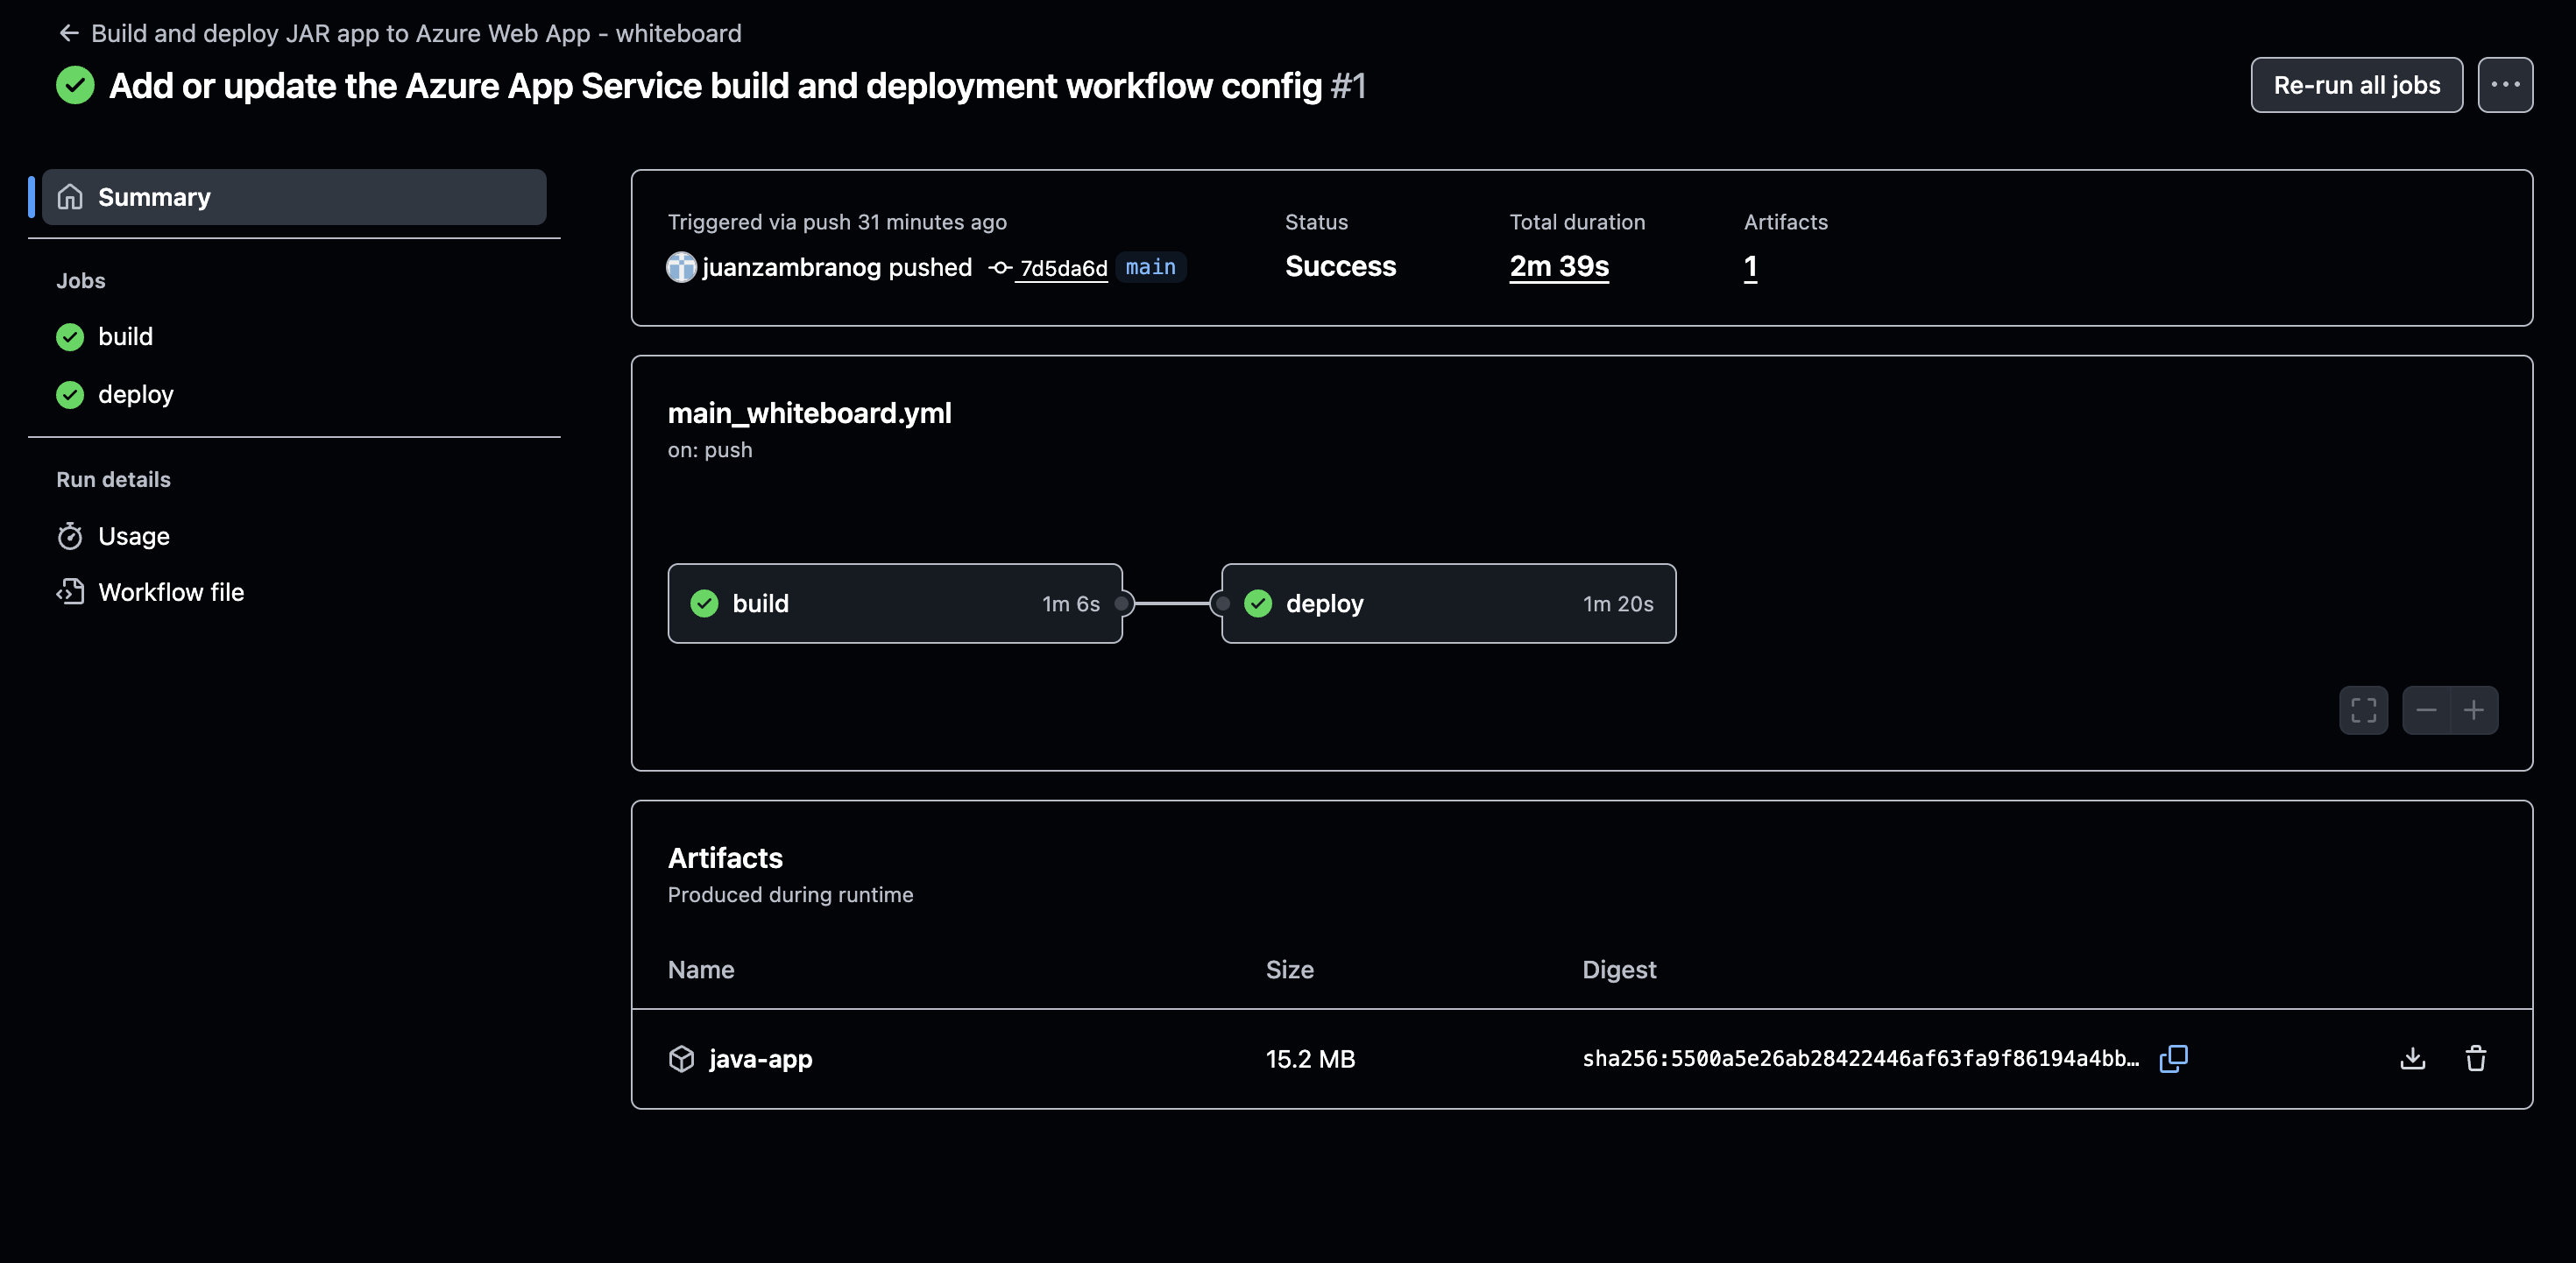 Build and deploy JAR app to Azure Web App - whiteboard
Add or update the Azure App Service build and deployment workflow config #1
Re-run all jobs
Summary
Jobs
build
deploy
Run details
Usage
Workflow file
Triggered via push 31 minutes ago
juanzambranog pushed 7d5da6d main
Status
Success
Total duration
2m 39s
Artifacts
1
main_whiteboard.yml
on: push
build 1m 6s
deploy 1m 20s
Artifacts
Produced during runtime
Name Size Digest
java-app 15.2 MB sha256:5500a5e26ab28422446af63fa9f86194a4bb…